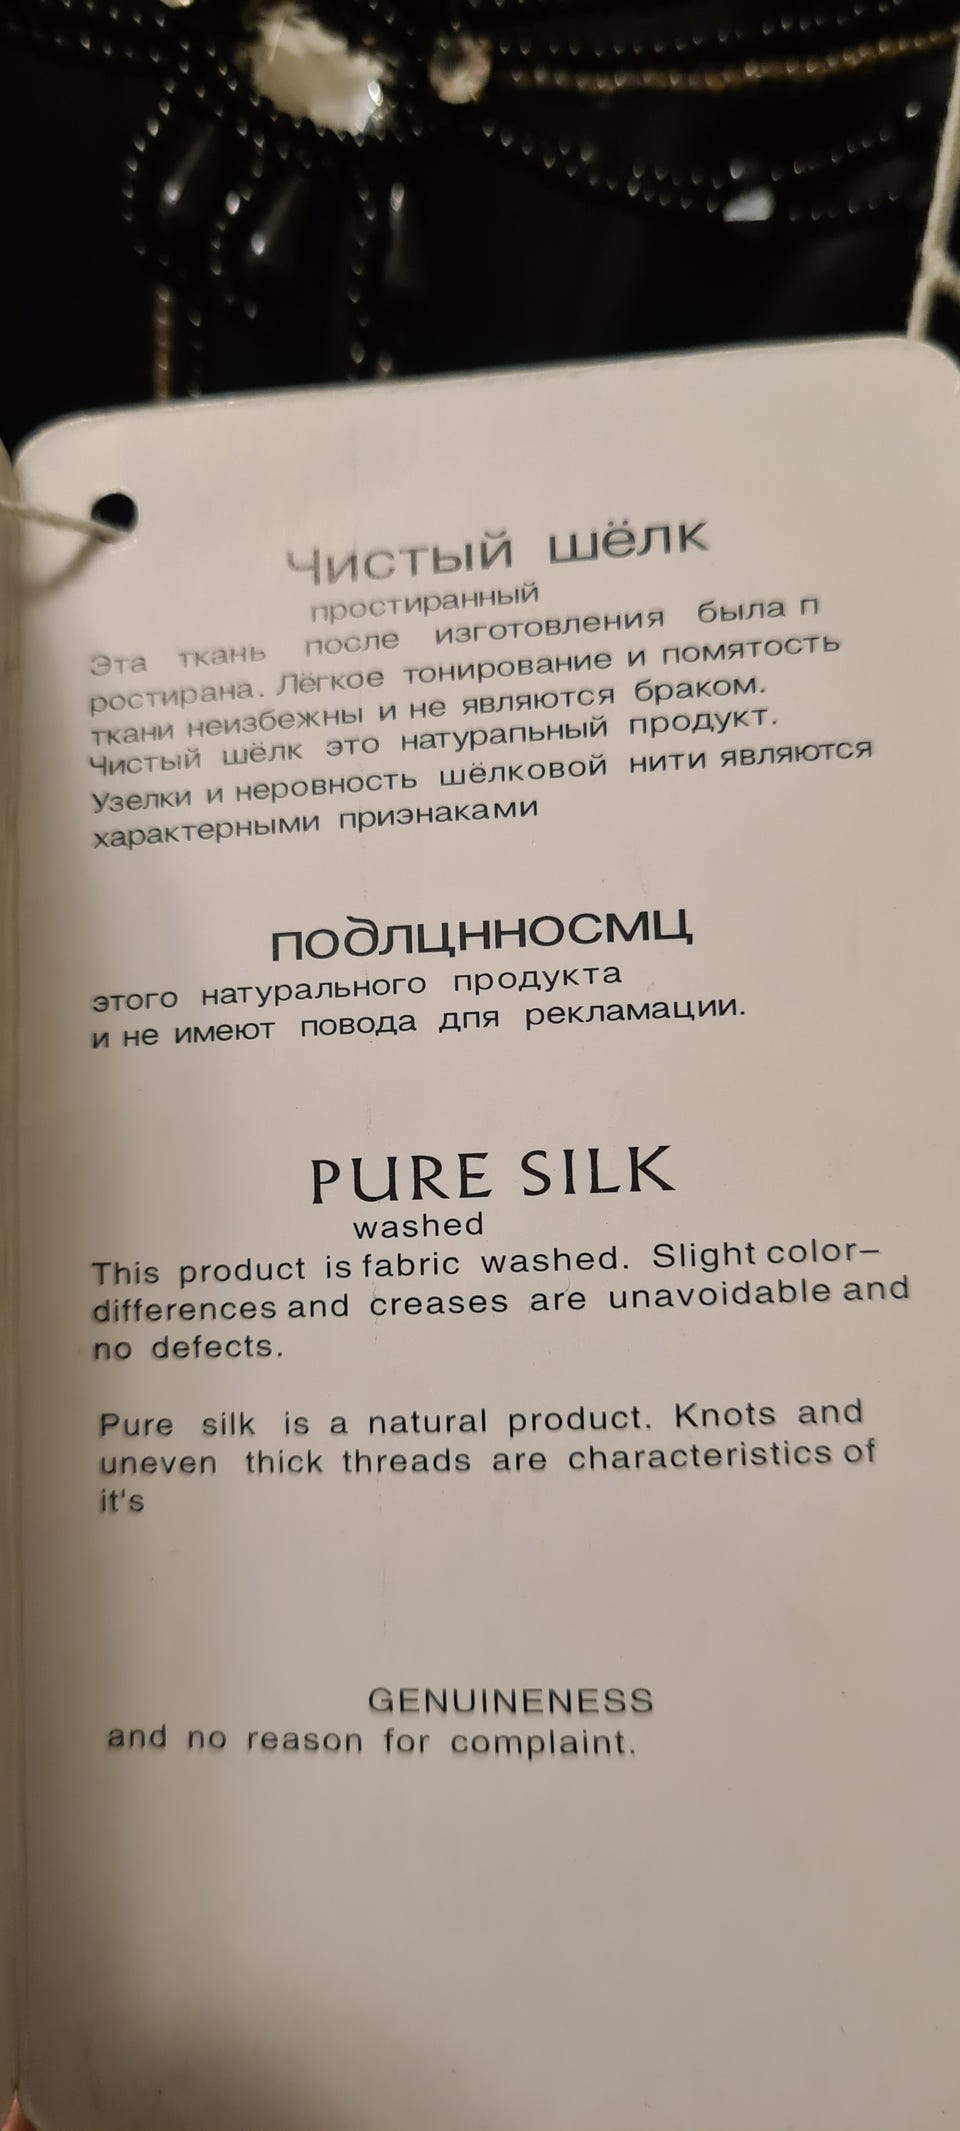 Чистый шёлк
простиранный
Эта ткань после изготовления была п
ростирана. Лёгкое тонирование и помятость
ткани неизбежны и не являются браком.
Чистый шёлк это натурапьный продукт.
Узелки и неровность шёлковой нити являются
характерными приэнаками
подлцнносмц
этого натурального продукта
и не имеют повода дпя рекламации.
PURE SILK
washed
This product is fabric washed. Slight color–
differences and creases are unavoidable and
no defects.
Pure silk is a natural product. Knots and
uneven thick threads are characteristics of
it's
GENUINENESS
and no reason for complaint.